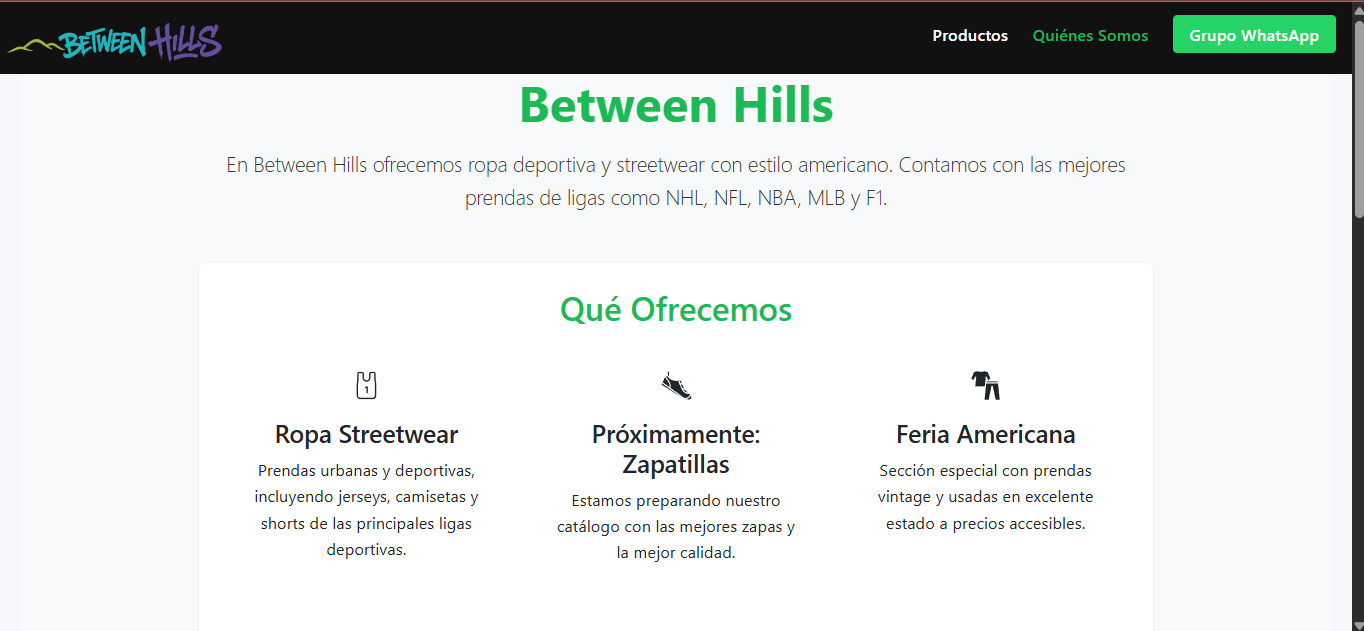 BETWEEN HILLS
Productos
Quiénes Somos
Grupo WhatsApp
Between Hills
En Between Hills ofrecemos ropa deportiva y streetwear con estilo americano. Contamos con las mejores
prendas de ligas como NHL, NFL, NBA, MLB y F1.
Qué Ofrecemos
1
Ropa Streetwear
Prendas urbanas y deportivas,
incluyendo jerseys, camisetas y
shorts de las principales ligas
deportivas.
Próximamente:
Zapatillas
Estamos preparando nuestro
catálogo con las mejores zapas y
la mejor calidad.
Feria Americana
Sección especial con prendas
vintage y usadas en excelente
estado a precios accesibles.